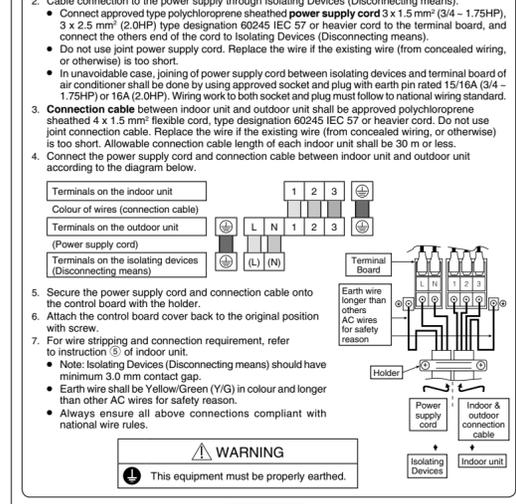 2. Cable connection to the power supply through Isolating Devices (Disconnecting means).
• Connect approved type polychloroprene sheathed power supply cord 3 x 1.5 mm² (3/4 ~ 1.75HP),
3 x 2.5 mm² (2.0HP) type designation 60245 IEC 57 or heavier cord to the terminal board, and
connect the others end of the cord to Isolating Devices (Disconnecting means).
• Do not use joint power supply cord. Replace the wire if the existing wire (from concealed wiring,
or otherwise) is too short.
• In unavoidable case, joining of power supply cord between isolating devices and terminal board of
air conditioner shall be done by using approved socket and plug with earth pin rated 15/16A (3/4 ~
1.75HP) or 16A (2.0HP). Wiring work to both socket and plug must follow to national wiring standard.
3. Connection cable between indoor unit and outdoor unit shall be approved polychloroprene
sheathed 4 x 1.5 mm² flexible cord, type designation 60245 IEC 57 or heavier cord. Do not use
joint connection cable. Replace the wire if the existing wire (from concealed wiring, or otherwise)
is too short. Allowable connection cable length of each indoor unit shall be 30 m or less.
4. Connect the power supply cord and connection cable between indoor unit and outdoor unit
according to the diagram below.
Terminals on the indoor unit 1 2 3
Colour of wires (connection cable)
Terminals on the outdoor unit L N 1 2 3
(Power supply cord)
Terminals on the isolating devices
(Disconnecting means) (L) (N)
Terminal
Board
L N 1 2 3
Earth wire
longer than
others
AC wires
for safety
reason
Holder
Power
supply
cord
Indoor &
outdoor
connection
cable
Isolating
Devices
Indoor unit
5. Secure the power supply cord and connection cable onto
the control board with the holder.
6. Attach the control board cover back to the original position
with screw.
7. For wire stripping and connection requirement, refer
to instruction ⑤ of indoor unit.
• Note: Isolating Devices (Disconnecting means) should have
minimum 3.0 mm contact gap.
• Earth wire shall be Yellow/Green (Y/G) in colour and longer
than other AC wires for safety reason.
• Always ensure all above connections compliant with
national wire rules.
WARNING
This equipment must be properly earthed.